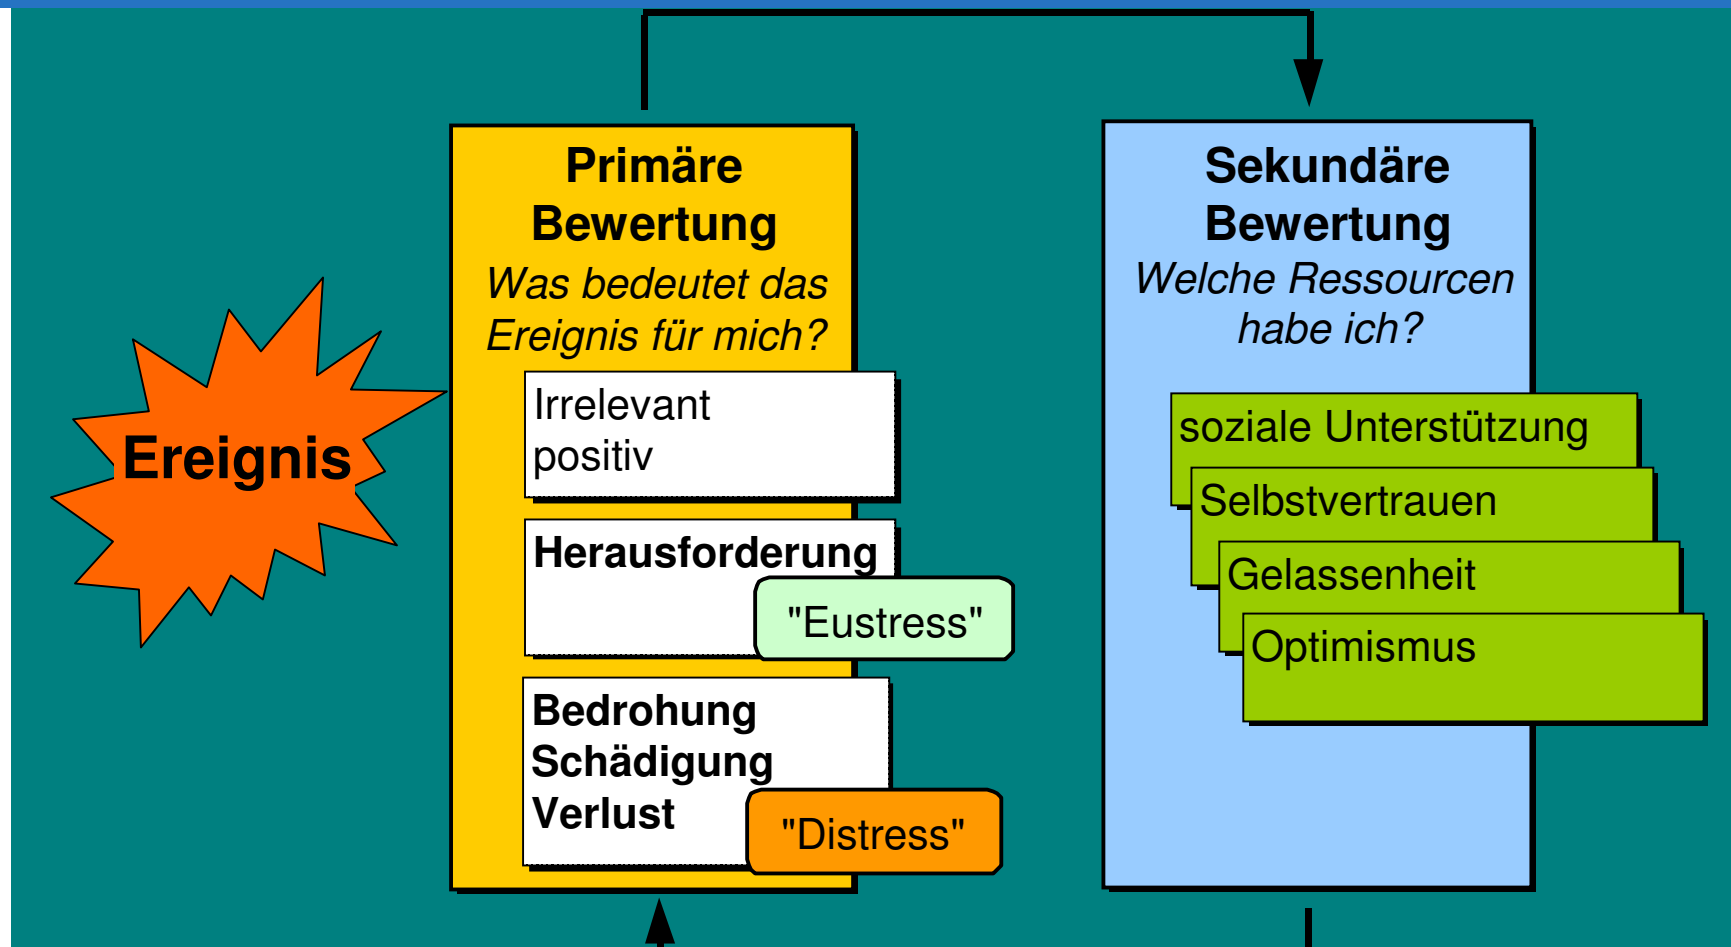 Ereignis
Primäre
Bewertung
Was bedeutet das
Ereignis für mich?
Irrelevant
positiv
Herausforderung
"Eustress"
Bedrohung
Schädigung
Verlust
"Distress"
Sekundäre
Bewertung
Welche Ressourcen
habe ich?
soziale Unterstützung
Selbstvertrauen
Gelassenheit
Optimismus